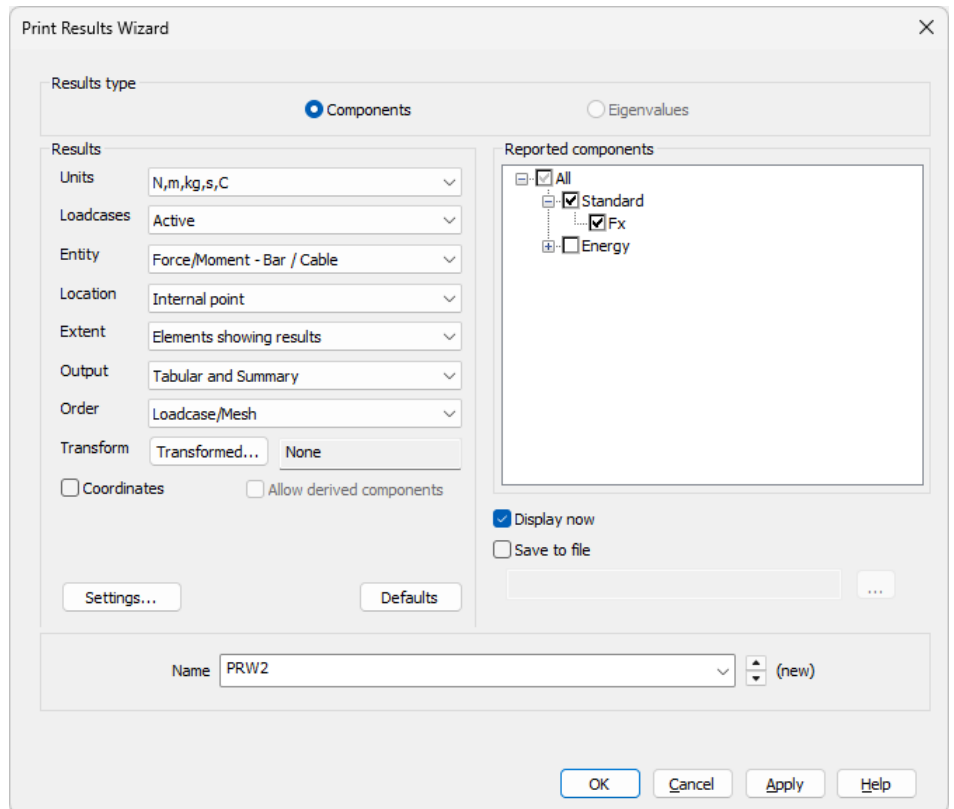 Print Results Wizard
Results type
Components
Eigenvalues
Results
Units
N,m,kg,s,C
Loadcases
Active
Entity
Force/Moment - Bar / Cable
Location
Internal point
Extent
Elements showing results
Output
Tabular and Summary
Order
Loadcase/Mesh
Transform
Transformed...
None
Coordinates
Allow derived components
Settings...
Defaults
Reported components
All
Standard
Fx
Energy
Display now
Save to file
...
Name
PRW2
(new)
OK
Cancel
Apply
Help